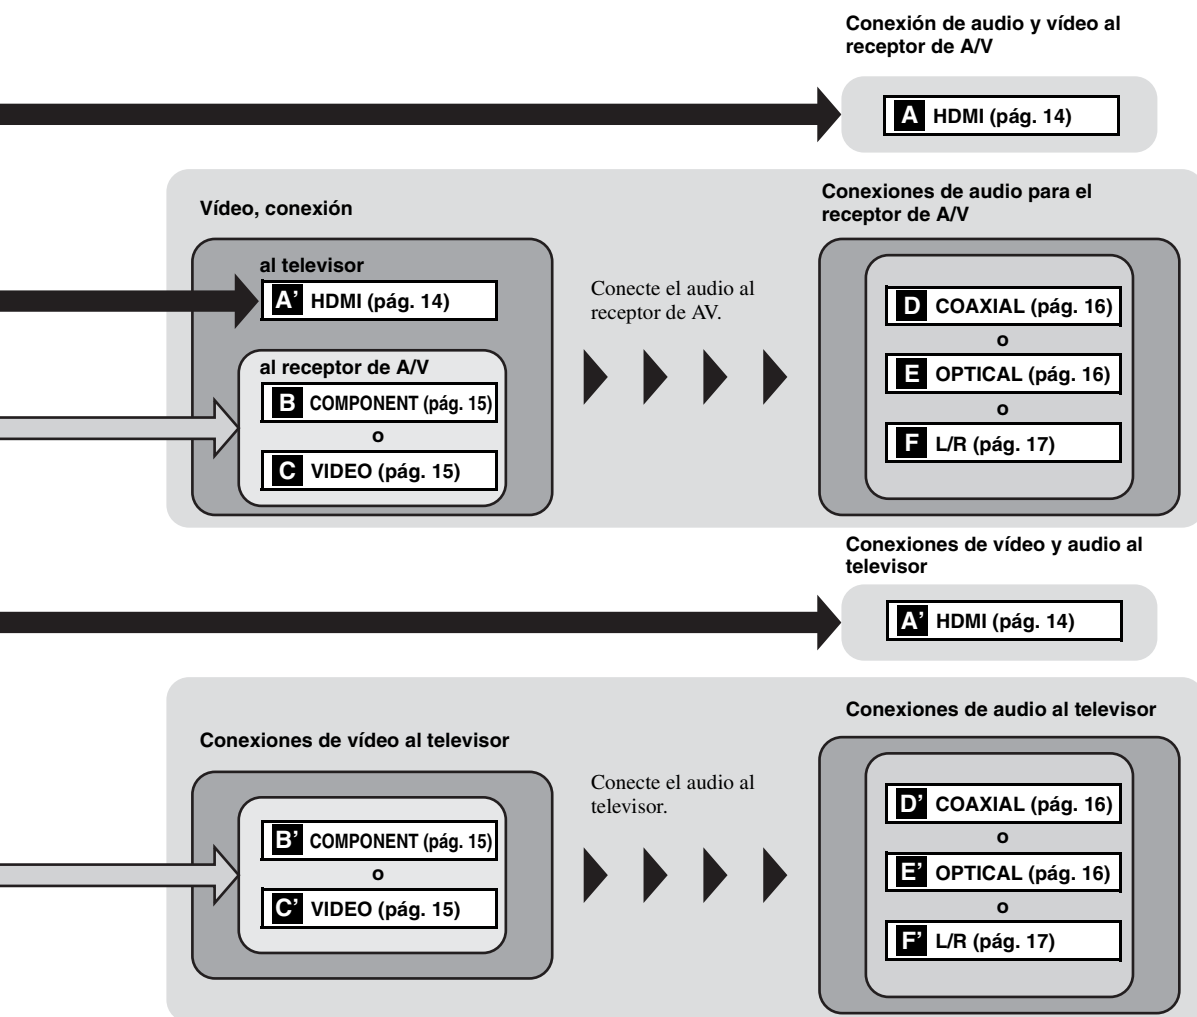 Conexión de audio y vídeo al
receptor de A/V
A HDMI (pág. 14)
Vídeo, conexión
al televisor
A’ HDMI (pág. 14)
al receptor de A/V
B COMPONENT (pág. 15)
o
C VIDEO (pág. 15)
Conecte el audio al
receptor de AV.
Conexiones de audio para el
receptor de A/V
D COAXIAL (pág. 16)
o
E OPTICAL (pág. 16)
o
F L/R (pág. 17)
Conexiones de vídeo y audio al
televisor
A’ HDMI (pág. 14)
Conexiones de vídeo al televisor
B’ COMPONENT (pág. 15)
o
C’ VIDEO (pág. 15)
Conecte el audio al
televisor.
Conexiones de audio al televisor
D’ COAXIAL (pág. 16)
o
E’ OPTICAL (pág. 16)
o
F’ L/R (pág. 17)